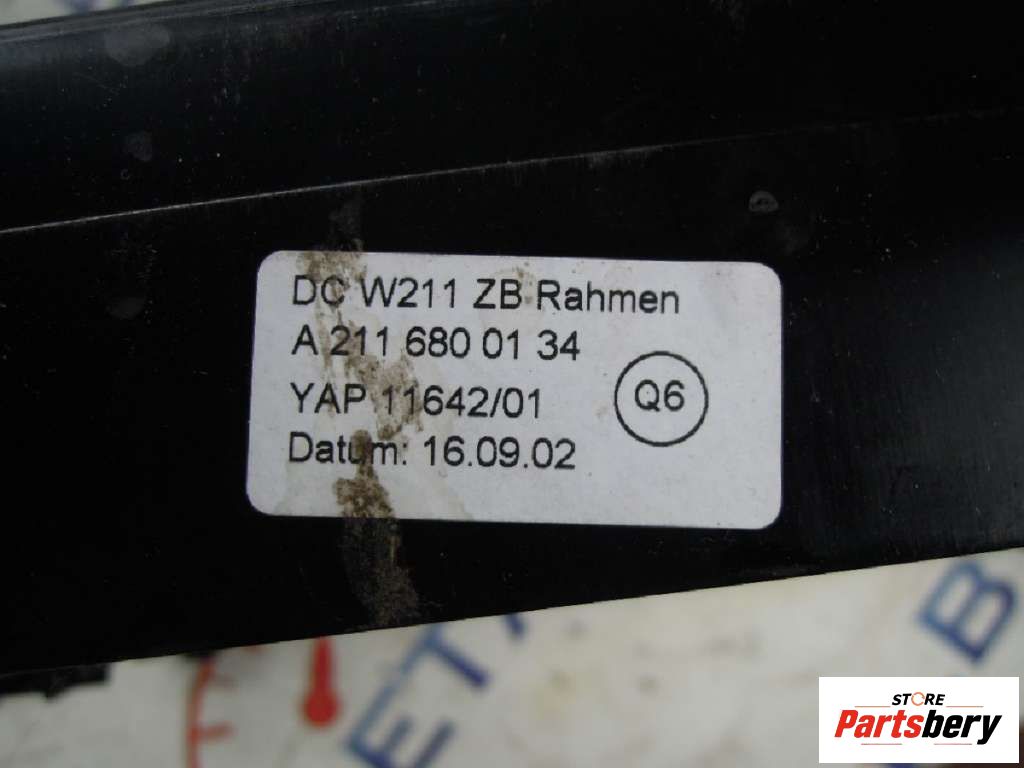 DC W211 ZB Rahmen
A 211 680 01 34
YAP 11642/01
Q6
Datum: 16.09.02
STORE
Partsbery